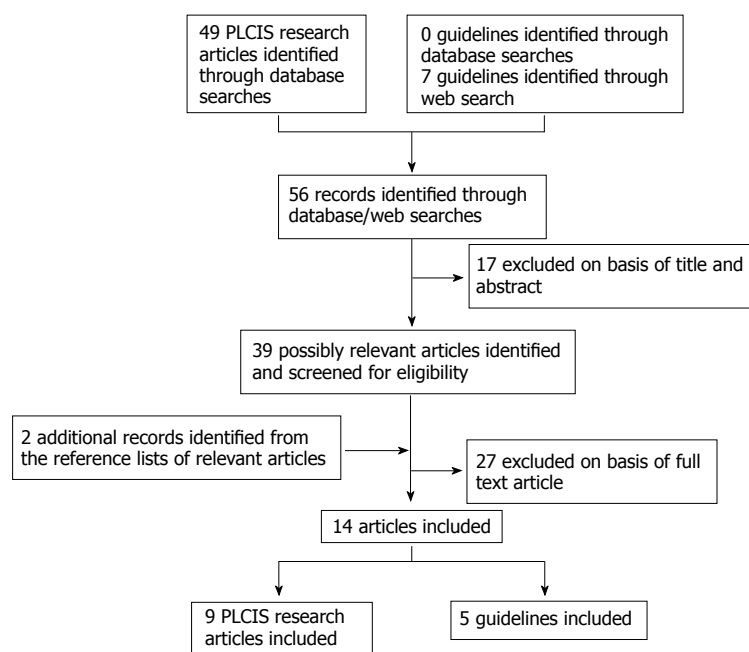 49 PLCIS research
articles identified
through database
searches
0 guidelines identified through
database searches
7 guidelines identified through
web search
56 records identified through
database/web searches
17 excluded on basis of title and
abstract
39 possibly relevant articles identified
and screened for eligibility
2 additional records identified from
the reference lists of relevant articles
27 excluded on basis of full
text article
14 articles included
9 PLCIS research
articles included
5 guidelines included